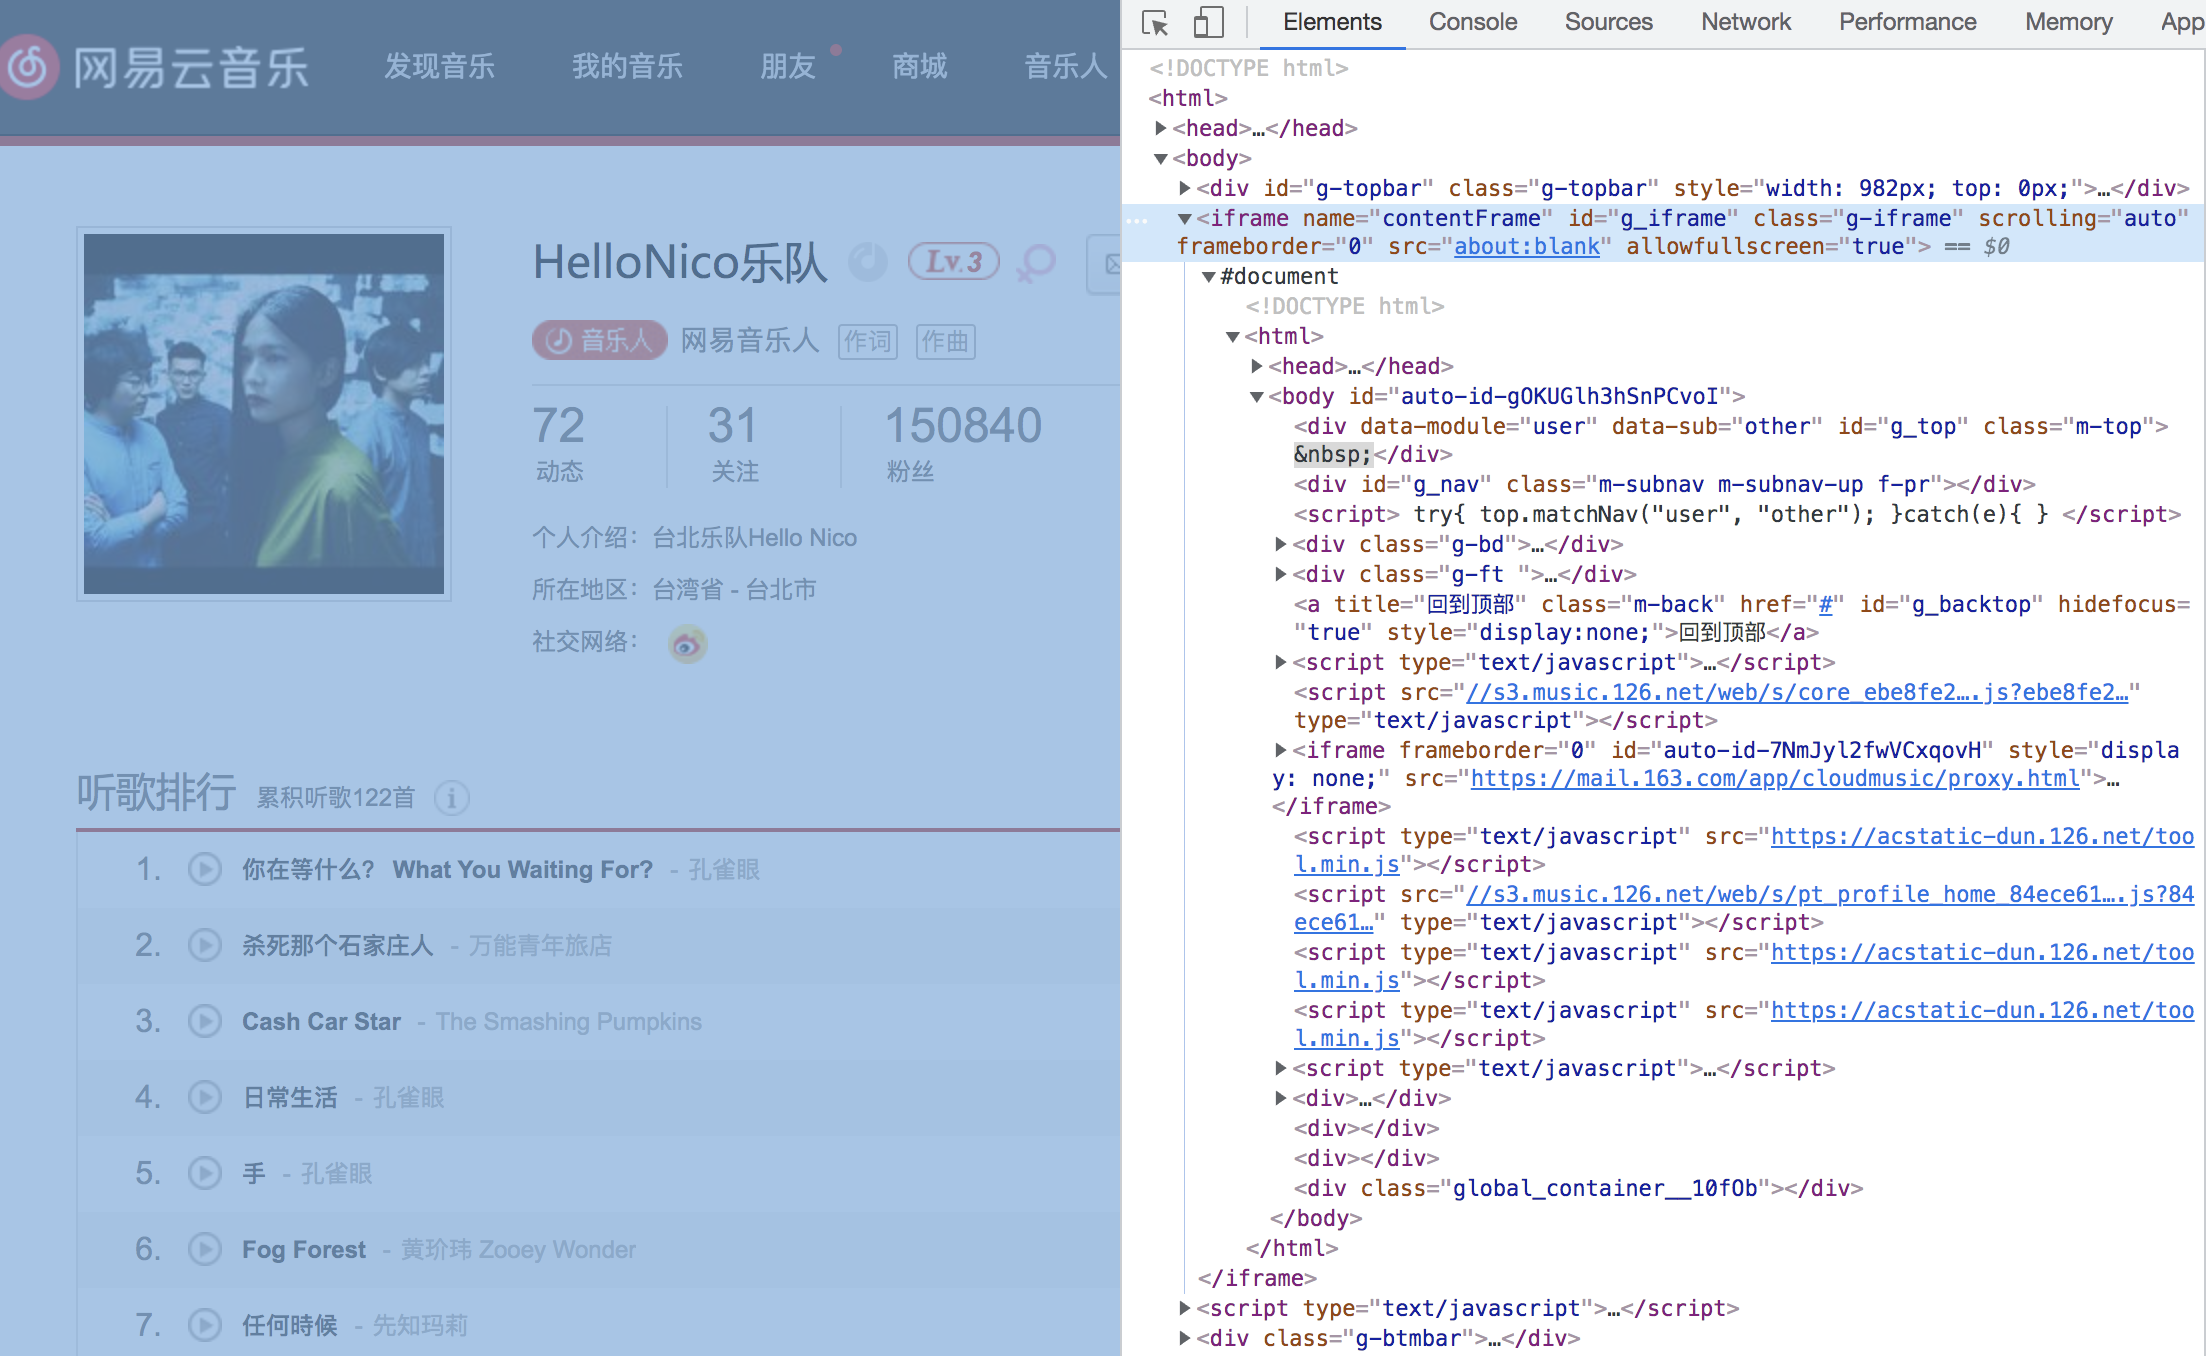 网易云音乐
发现音乐 我的音乐 朋友 商城 音乐人
HelloNico乐队 Lv.3
音乐人 网易音乐人 作词 作曲
72 31 150840
动态 关注 粉丝
个人介绍：台北乐队Hello Nico
所在地区：台湾省 - 台北市
社交网络：
听歌排行 累积听歌122首
1. 你在等什么？ What You Waiting For? - 孔雀眼
2. 杀死那个石家庄人 - 万能青年旅店
3. Cash Car Star - The Smashing Pumpkins
4. 日常生活 - 孔雀眼
5. 手 - 孔雀眼
6. Fog Forest - 黄玠玮 Zooey Wonder
7. 任何時候 - 先知玛莉
Elements Console Sources Network Performance Memory App
<!DOCTYPE html>
<html>
<head>…</head>
<body>
<div id="g-topbar" class="g-topbar" style="width: 982px; top: 0px;">…</div>
<iframe name="contentFrame" id="g_iframe" class="g-iframe" scrolling="auto"
frameborder="0" src="about:blank" allowfullscreen="true"> == $0
#document
<!DOCTYPE html>
<html>
<head>…</head>
<body id="auto-id-gOKUGlh3hSnPCvoI">
<div data-module="user" data-sub="other" id="g_top" class="m-top">
&nbsp;</div>
<div id="g_nav" class="m-subnav m-subnav-up f-pr"></div>
<script> try{ top.matchNav("user", "other"); }catch(e){ } </script>
<div class="g-bd">…</div>
<div class="g-ft ">…</div>
<a title="回到顶部" class="m-back" href="#" id="g_backtop" hidefocus=
"true" style="display:none;">回到顶部</a>
<script type="text/javascript">…</script>
<script src="//s3.music.126.net/web/s/core_ebe8fe2….js?ebe8fe2…"
type="text/javascript"></script>
<iframe frameborder="0" id="auto-id-7NmJyl2fwVCxqovH" style="displa
y: none;" src="https://mail.163.com/app/cloudmusic/proxy.html">…
</iframe>
<script type="text/javascript" src="https://acstatic-dun.126.net/too
l.min.js"></script>
<script src="//s3.music.126.net/web/s/pt_profile_home_84ece61….js?84
ece61…" type="text/javascript"></script>
<script type="text/javascript" src="https://acstatic-dun.126.net/too
l.min.js"></script>
<script type="text/javascript" src="https://acstatic-dun.126.net/too
l.min.js"></script>
<script type="text/javascript">…</script>
<div>…</div>
<div></div>
<div></div>
<div class="global_container__10fOb"></div>
</body>
</html>
</iframe>
<script type="text/javascript">…</script>
<div class="g-btmbar">…</div>